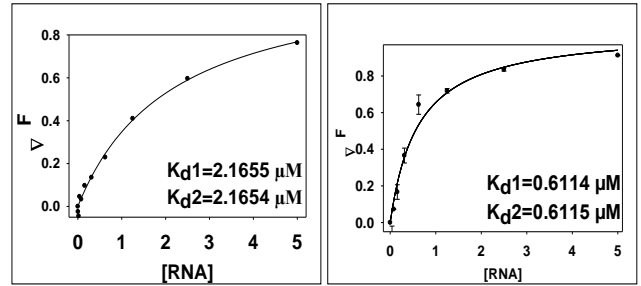 0.8
0.6
0.4
0.2
0.0
∇ F
Kd1=2.1655 μM
Kd2=2.1654 μM
0 1 2 3 4 5
[RNA]
0.8
0.6
0.4
0.2
0.0
∇ F
Kd1=0.6114 μM
Kd2=0.6115 μM
0 1 2 3 4 5
[RNA]